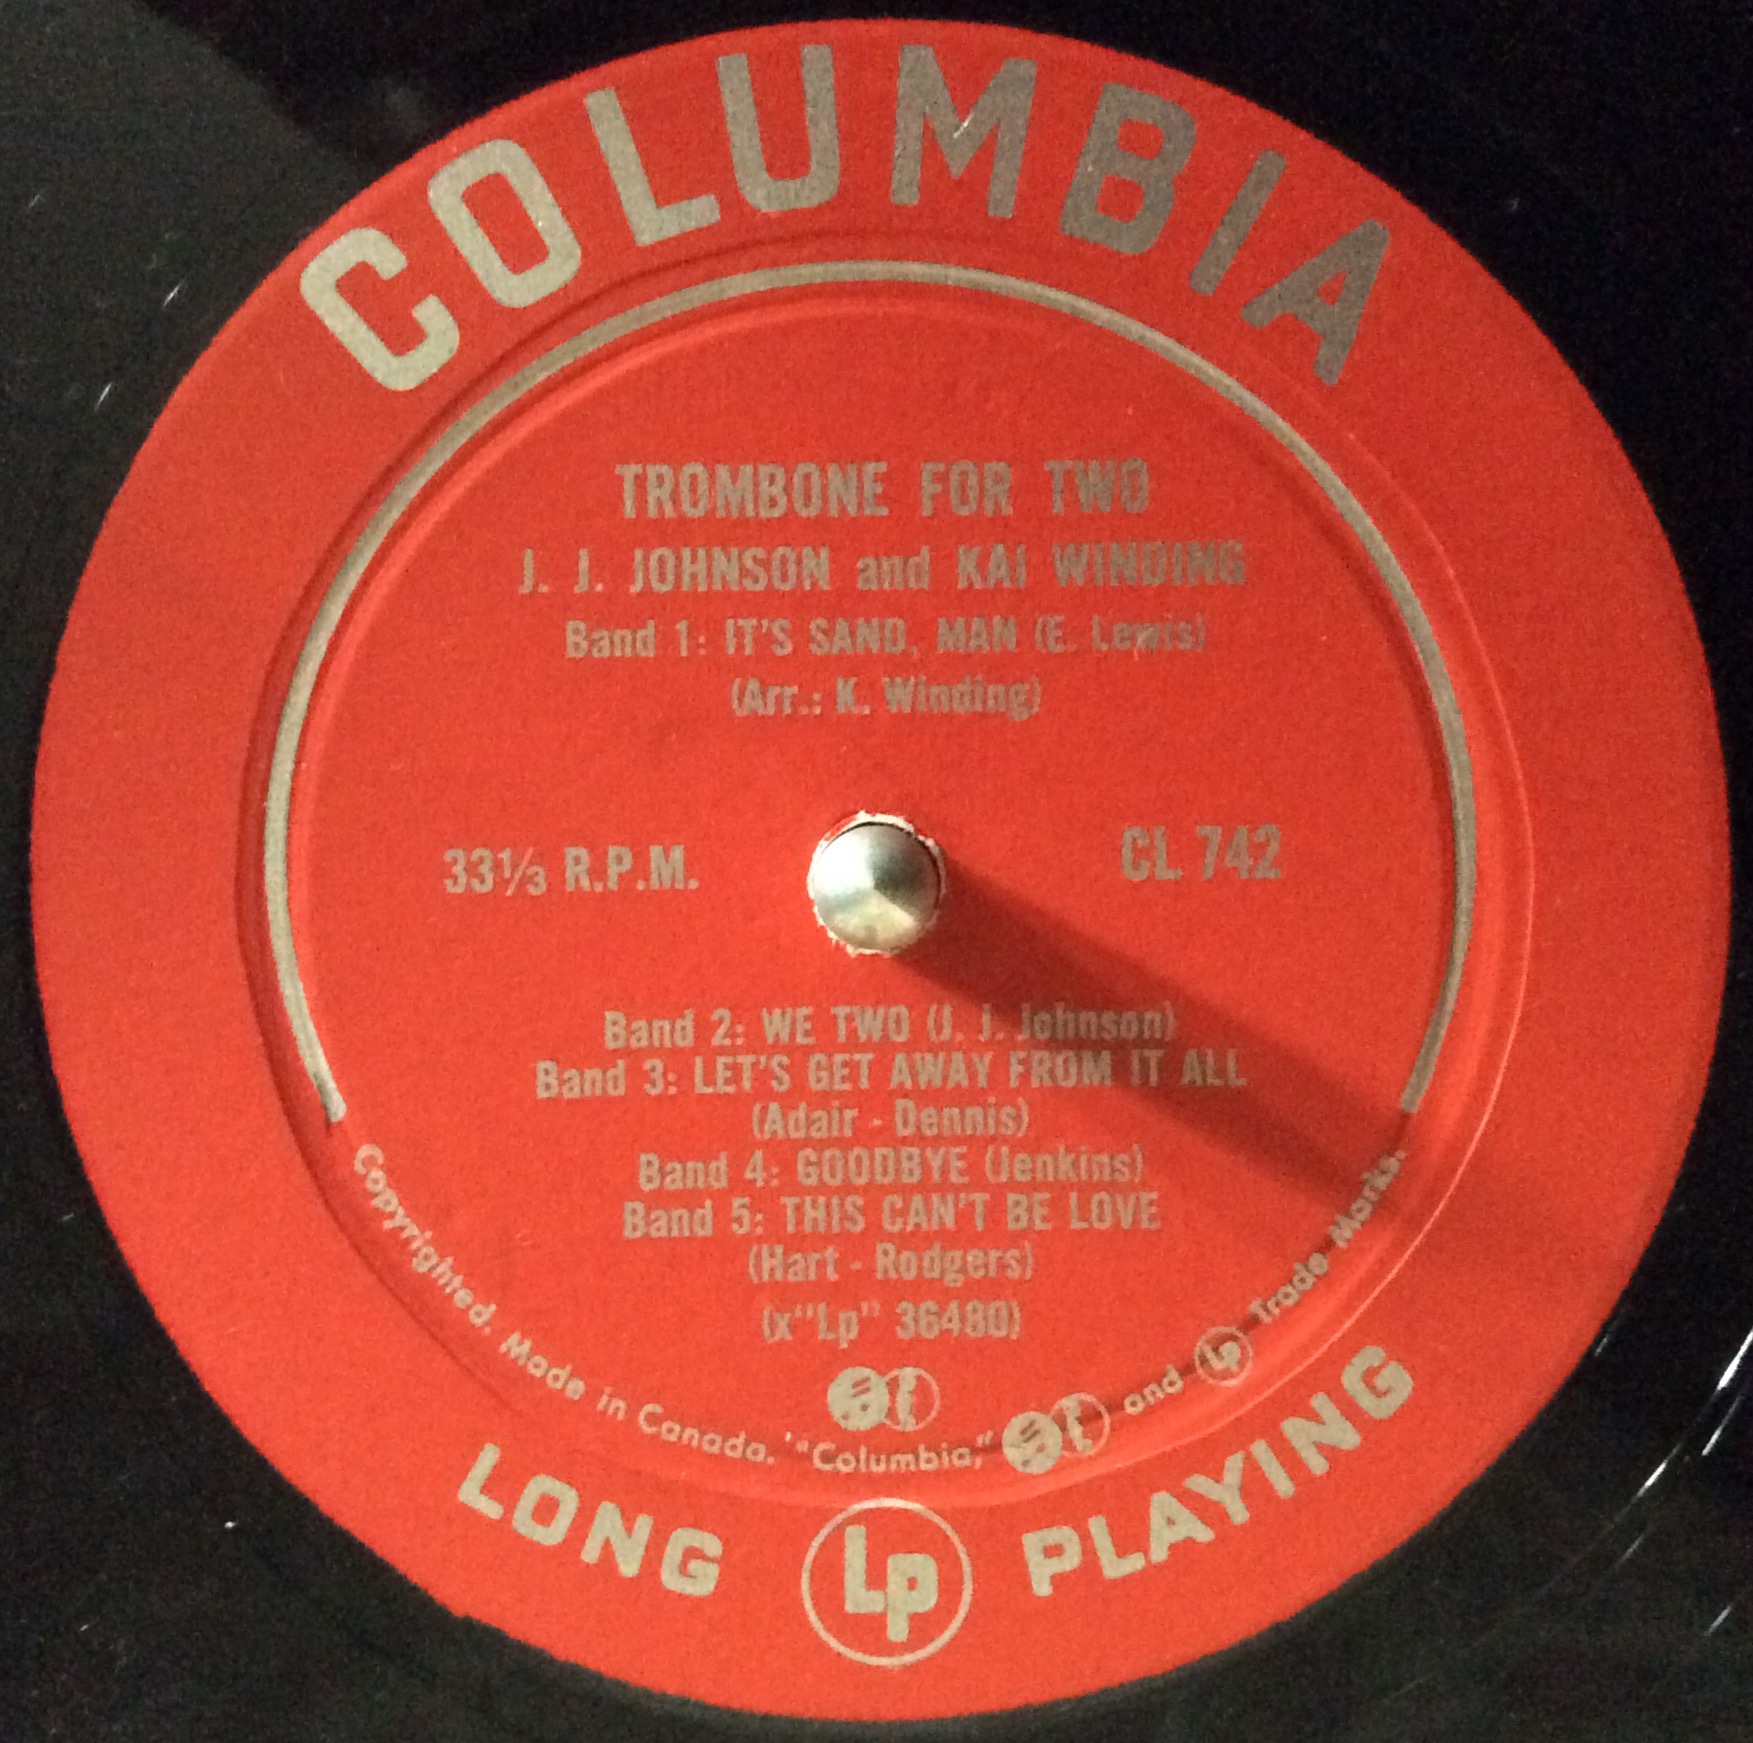 COLUMBIA
TROMBONE FOR TWO
J. J. JOHNSON and KAI WINDING
Band 1: IT'S SAND, MAN (E. Lewis)
(Arr.: K. Winding)
33⅓ R.P.M.
CL 742
Band 2: WE TWO (J. J. Johnson)
Band 3: LET'S GET AWAY FROM IT ALL
(Adair - Dennis)
Band 4: GOODBYE (Jenkins)
Band 5: THIS CAN'T BE LOVE
(Hart - Rodgers)
(x"Lp" 36480)
Copyrighted. Made in Canada. '"Columbia," and Lp Trade Marks.
LONG Lp PLAYING